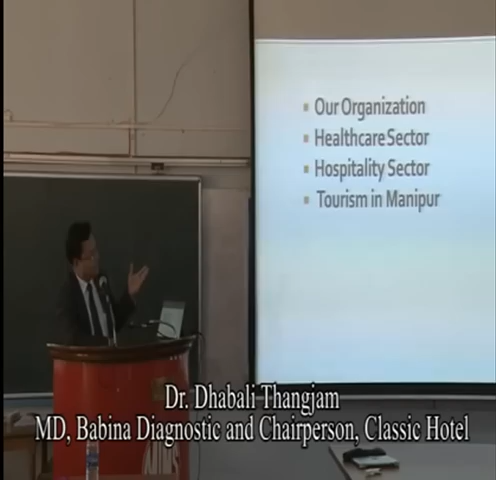 Our Organization
Healthcare Sector
Hospitality Sector
Tourism in Manipur
Dr. Dhabali Thangjam
MD, Babina Diagnostic and Chairperson, Classic Hotel